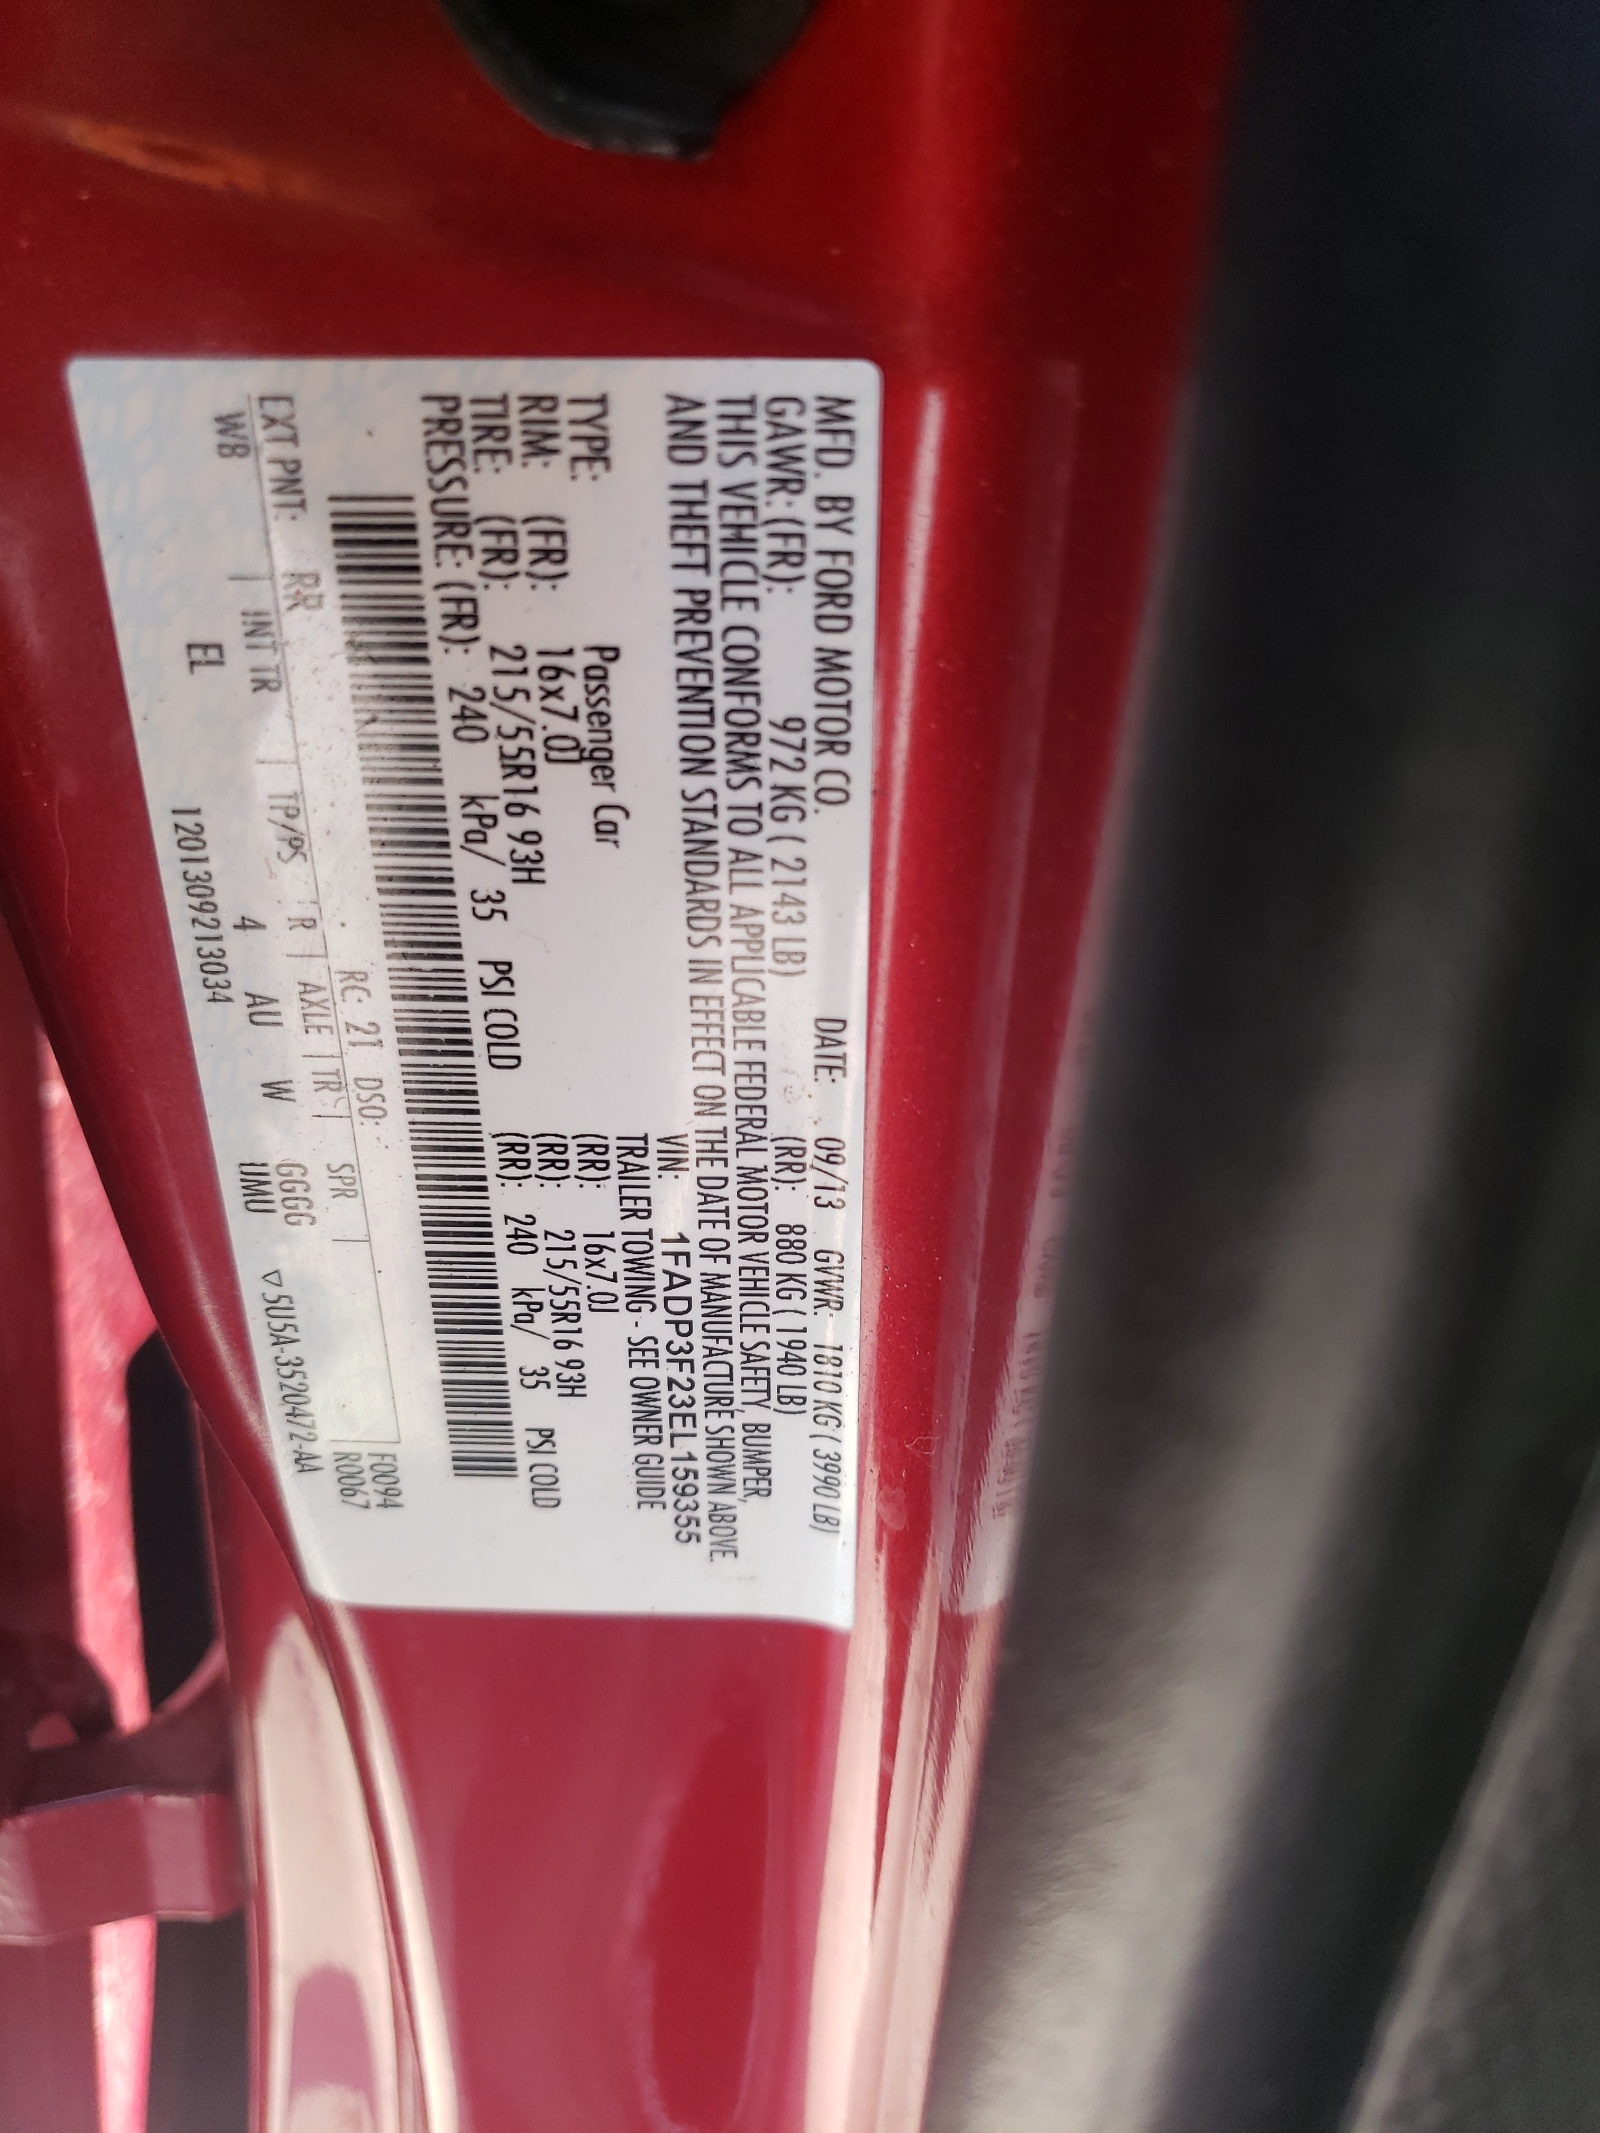 MFD. BY FORD MOTOR CO. DATE: 09/13 GVWR: 1810 KG ( 3990 LB)
GAWR: (FR): 972 KG ( 2143 LB) (RR): 880 KG ( 1940 LB)
THIS VEHICLE CONFORMS TO ALL APPLICABLE FEDERAL MOTOR VEHICLE SAFETY, BUMPER,
AND THEFT PREVENTION STANDARDS IN EFFECT ON THE DATE OF MANUFACTURE SHOWN ABOVE.
VIN: 1FADP3F23EL159355
TYPE: Passenger Car TRAILER TOWING - SEE OWNER GUIDE
RIM: (FR): 16x7.0J (RR): 16x7.0J
TIRE: (FR): 215/55R16 93H (RR): 215/55R16 93H
PRESSURE: (FR): 240 kPa/ 35 PSI COLD (RR): 240 kPa/ 35 PSI COLD
F0094
R0067
EXT PNT: RR RC: 21 DSO:
WB INT TR TP/PS R AXLE TR SPR
EL 4 AU W GGGG
UMU
1201309213034 ▽5U5A-3520472-AA